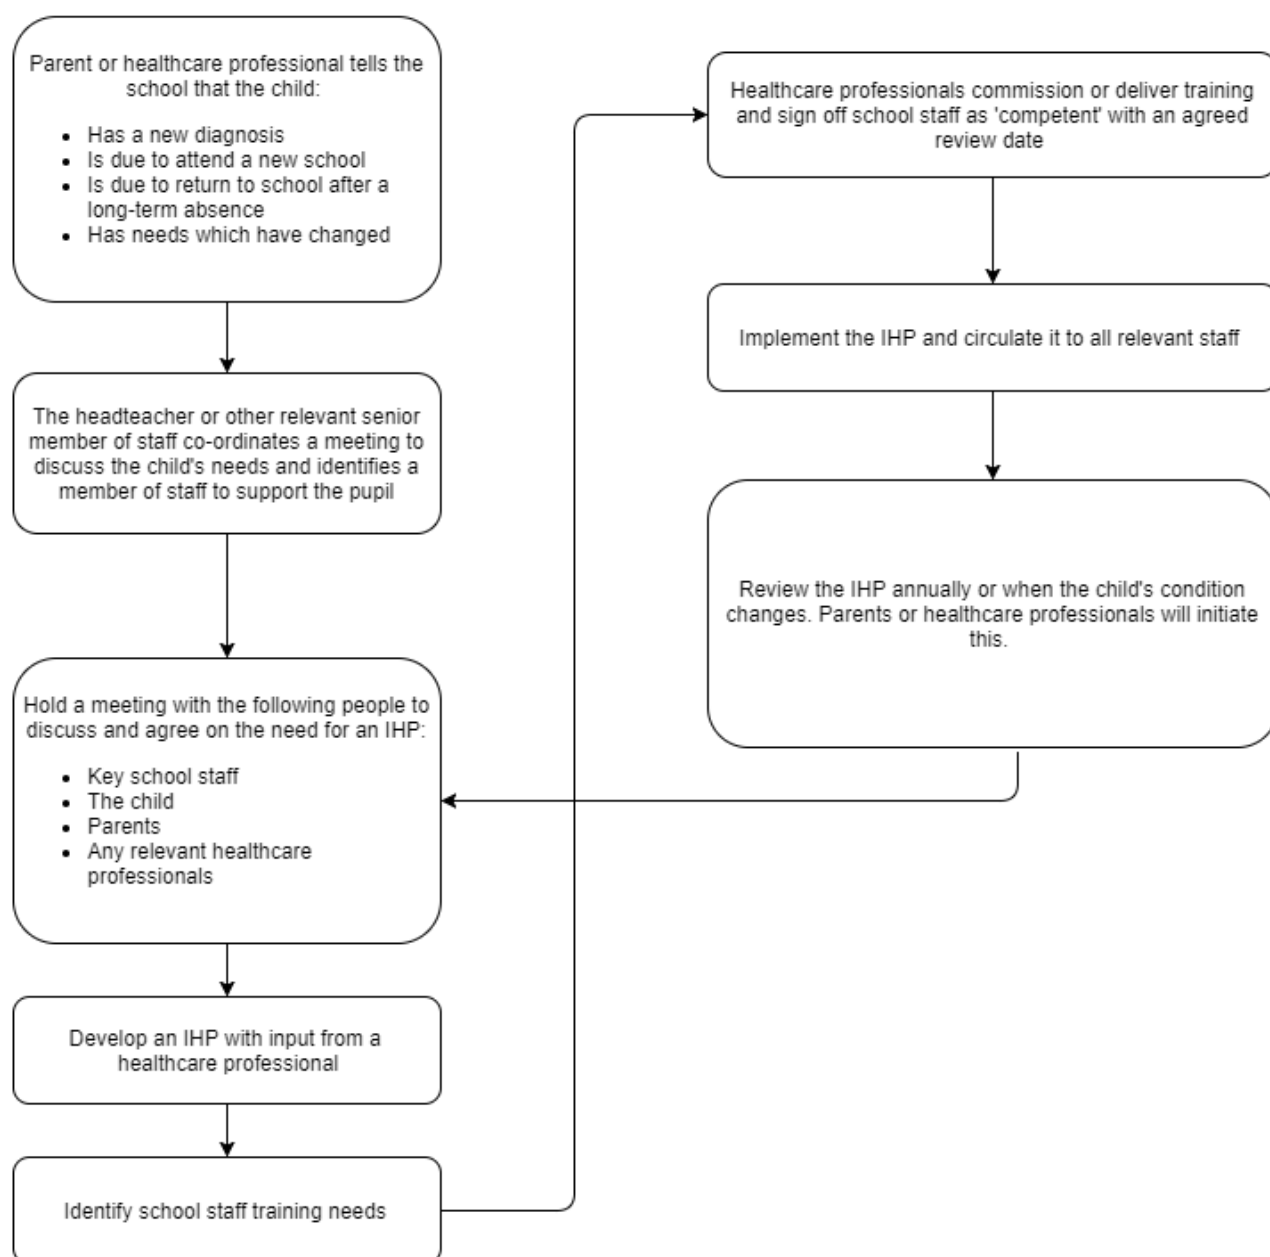 Parent or healthcare professional tells the
school that the child:
• Has a new diagnosis
• Is due to attend a new school
• Is due to return to school after a
long-term absence
• Has needs which have changed
The headteacher or other relevant senior
member of staff co-ordinates a meeting to
discuss the child's needs and identifies a
member of staff to support the pupil
Hold a meeting with the following people to
discuss and agree on the need for an IHP:
• Key school staff
• The child
• Parents
• Any relevant healthcare
professionals
Develop an IHP with input from a
healthcare professional
Identify school staff training needs
Healthcare professionals commission or deliver training
and sign off school staff as 'competent' with an agreed
review date
Implement the IHP and circulate it to all relevant staff
Review the IHP annually or when the child's condition
changes. Parents or healthcare professionals will initiate
this.